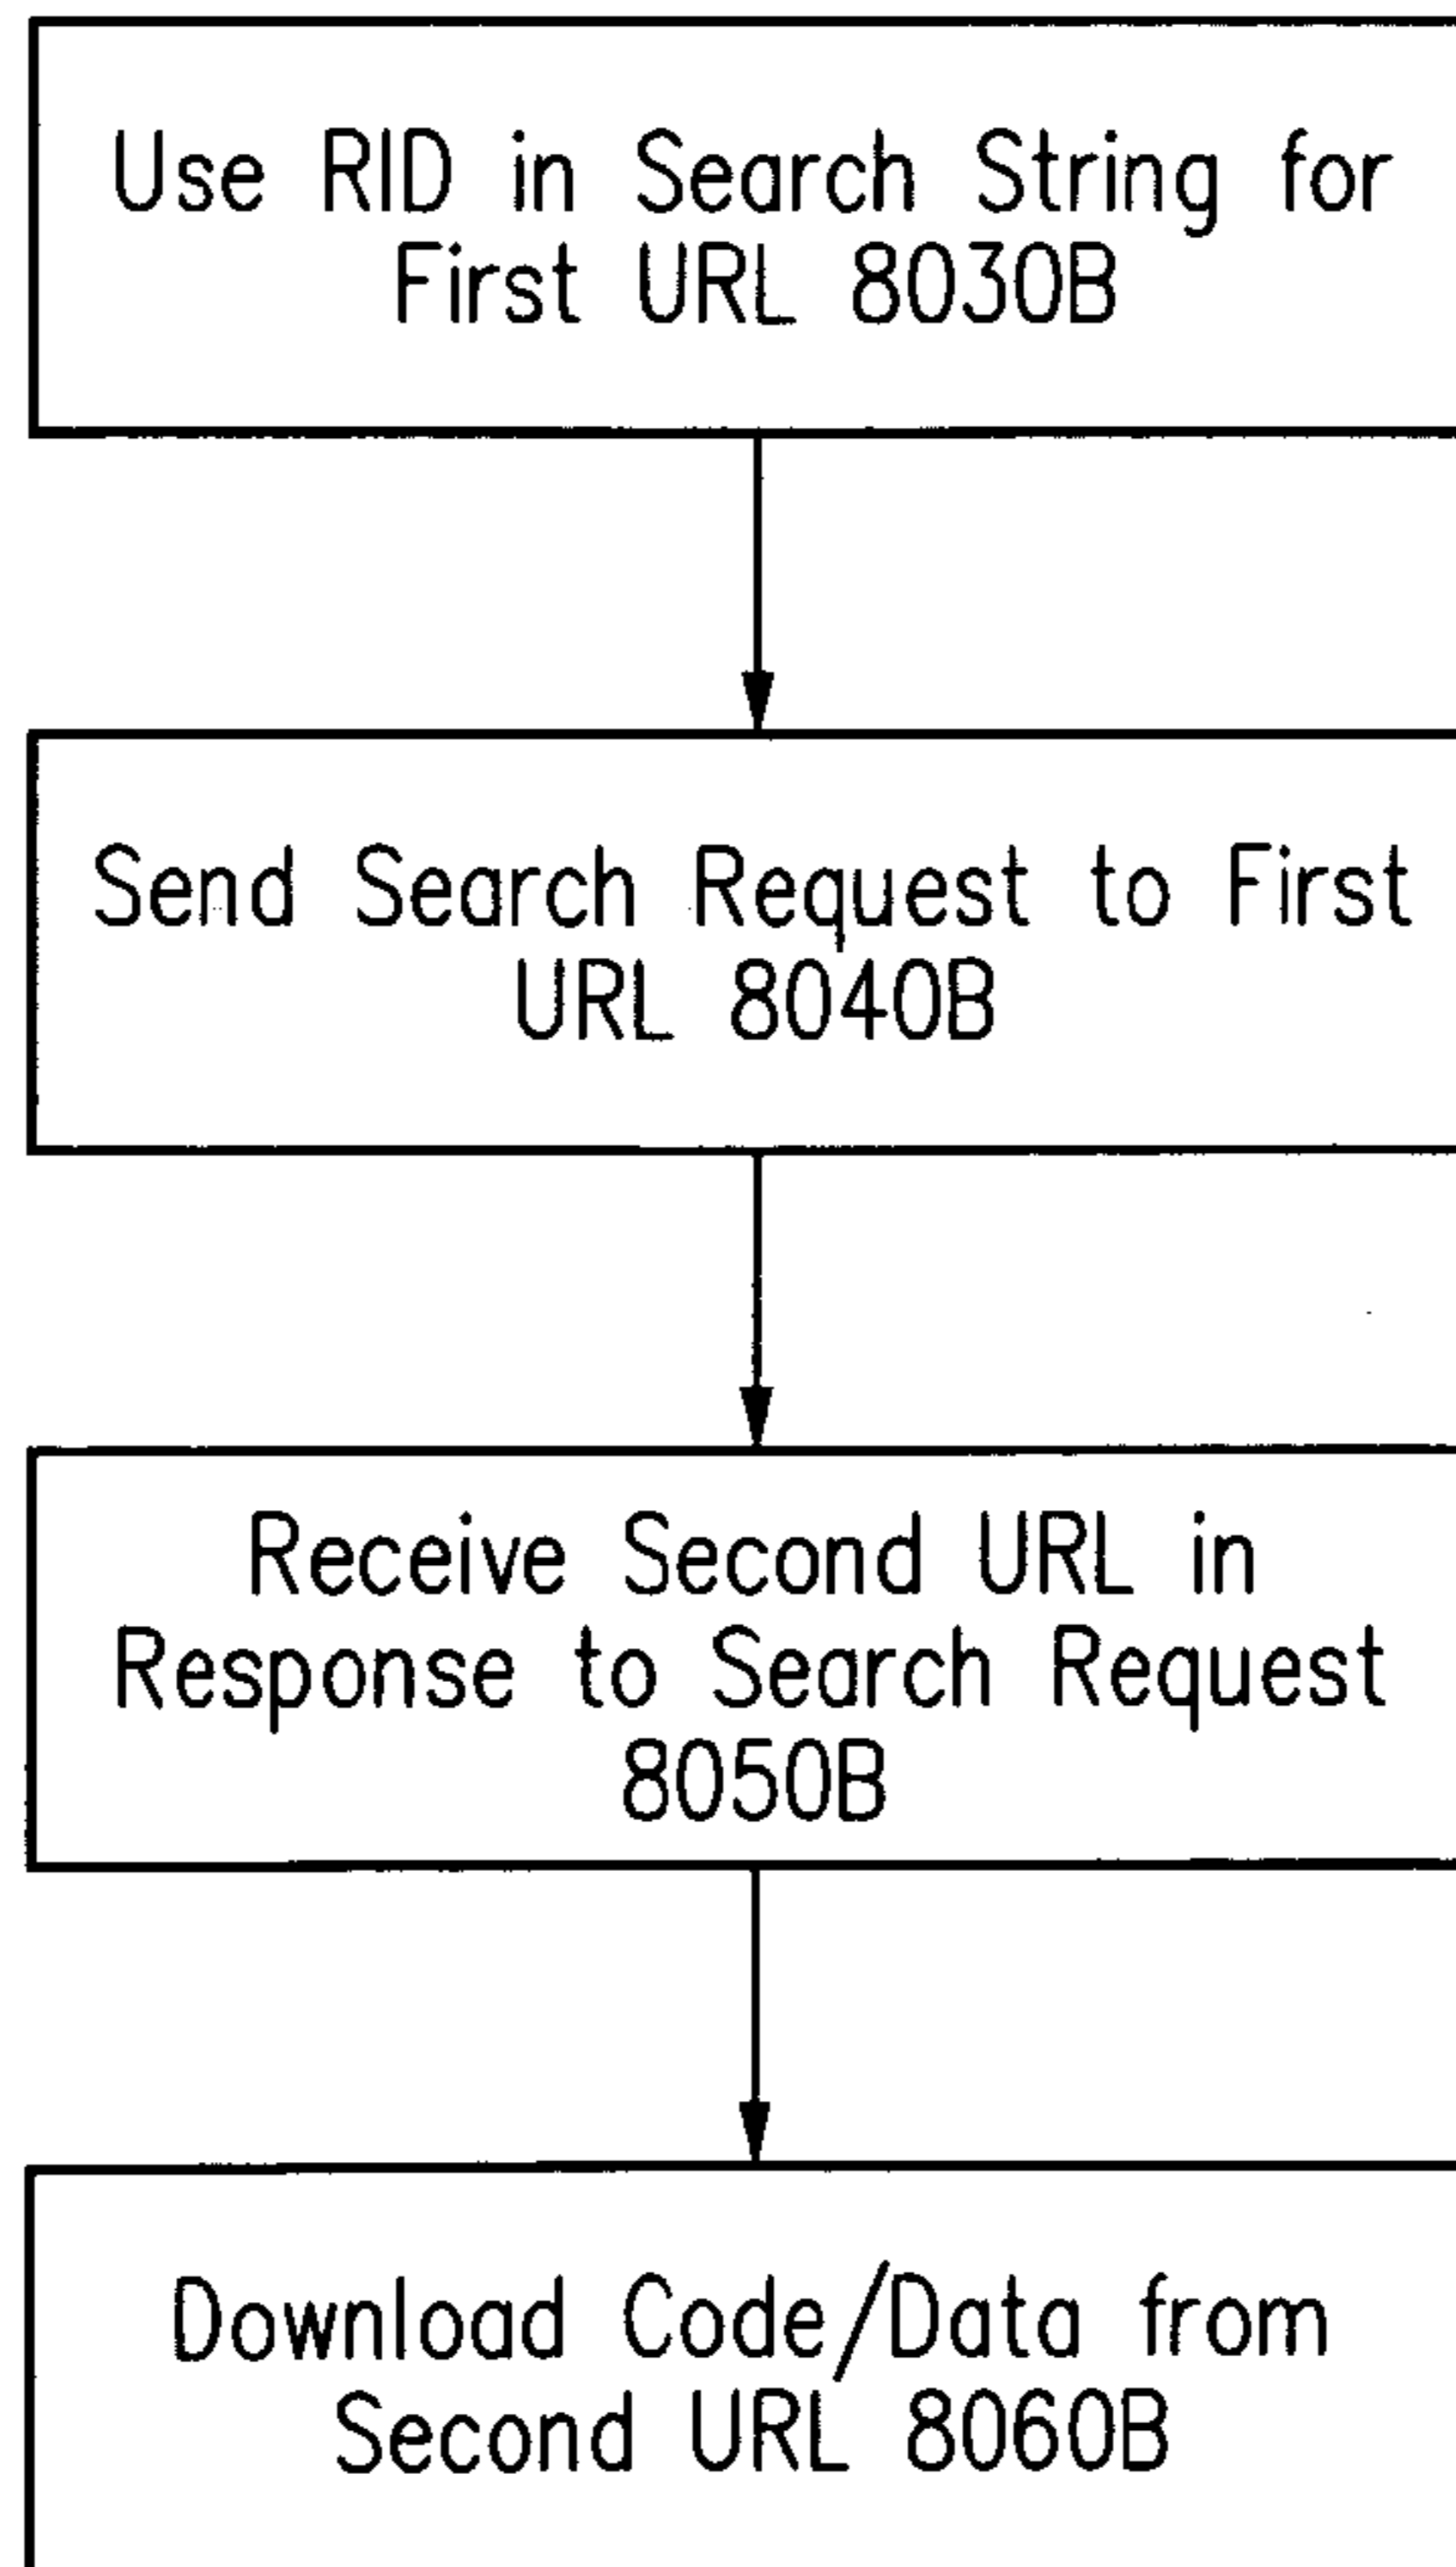 Use RID in Search String for
First URL 8030B
Send Search Request to First
URL 8040B
Receive Second URL in
Response to Search Request
8050B
Download Code/Data from
Second URL 8060B